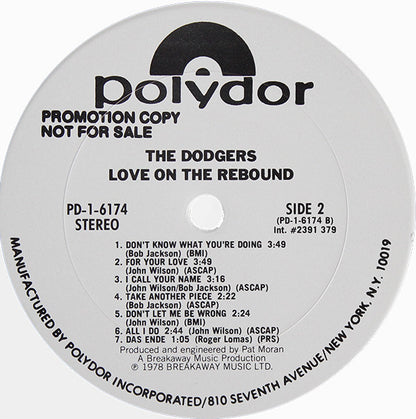 polydor
PROMOTION COPY
NOT FOR SALE
THE DODGERS
LOVE ON THE REBOUND
PD-1-6174
STEREO
SIDE 2
(PD-1-6174 B)
Int. #2391 379
1. DON'T KNOW WHAT YOU'RE DOING 3:49
(Bob Jackson) (BMI)
2. FOR YOUR LOVE 3:49
(John Wilson) (ASCAP)
3. I CALL YOUR NAME 3:16
(John Wilson/Bob Jackson) (ASCAP)
4. TAKE ANOTHER PIECE 2:22
(Bob Jackson) (ASCAP)
5. DON'T LET ME BE WRONG 2:24
(John Wilson) (ASCAP)
6. ALL I DO 2:44 (John Wilson) (ASCAP)
7. DAS ENDE 1:05 (Roger Lomas) (PRS)
Produced and engineered by Pat Moran
A Breakaway Music Production
℗ 1978 BREAKAWAY MUSIC LTD.
MANUFACTURED BY POLYDOR INCORPORATED/810 SEVENTH AVENUE/NEW YORK, N.Y. 10019